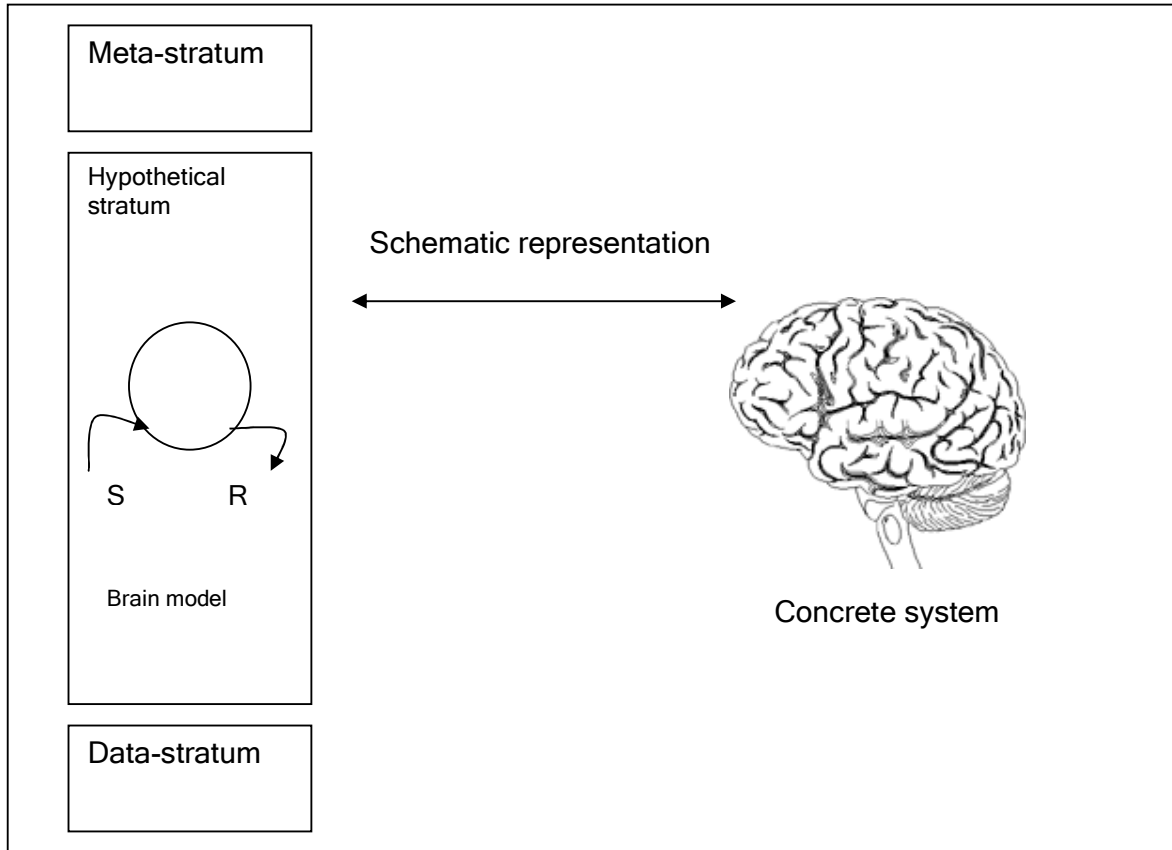 Meta-stratum
Hypothetical
stratum
Schematic representation
S R
Brain model
Concrete system
Data-stratum